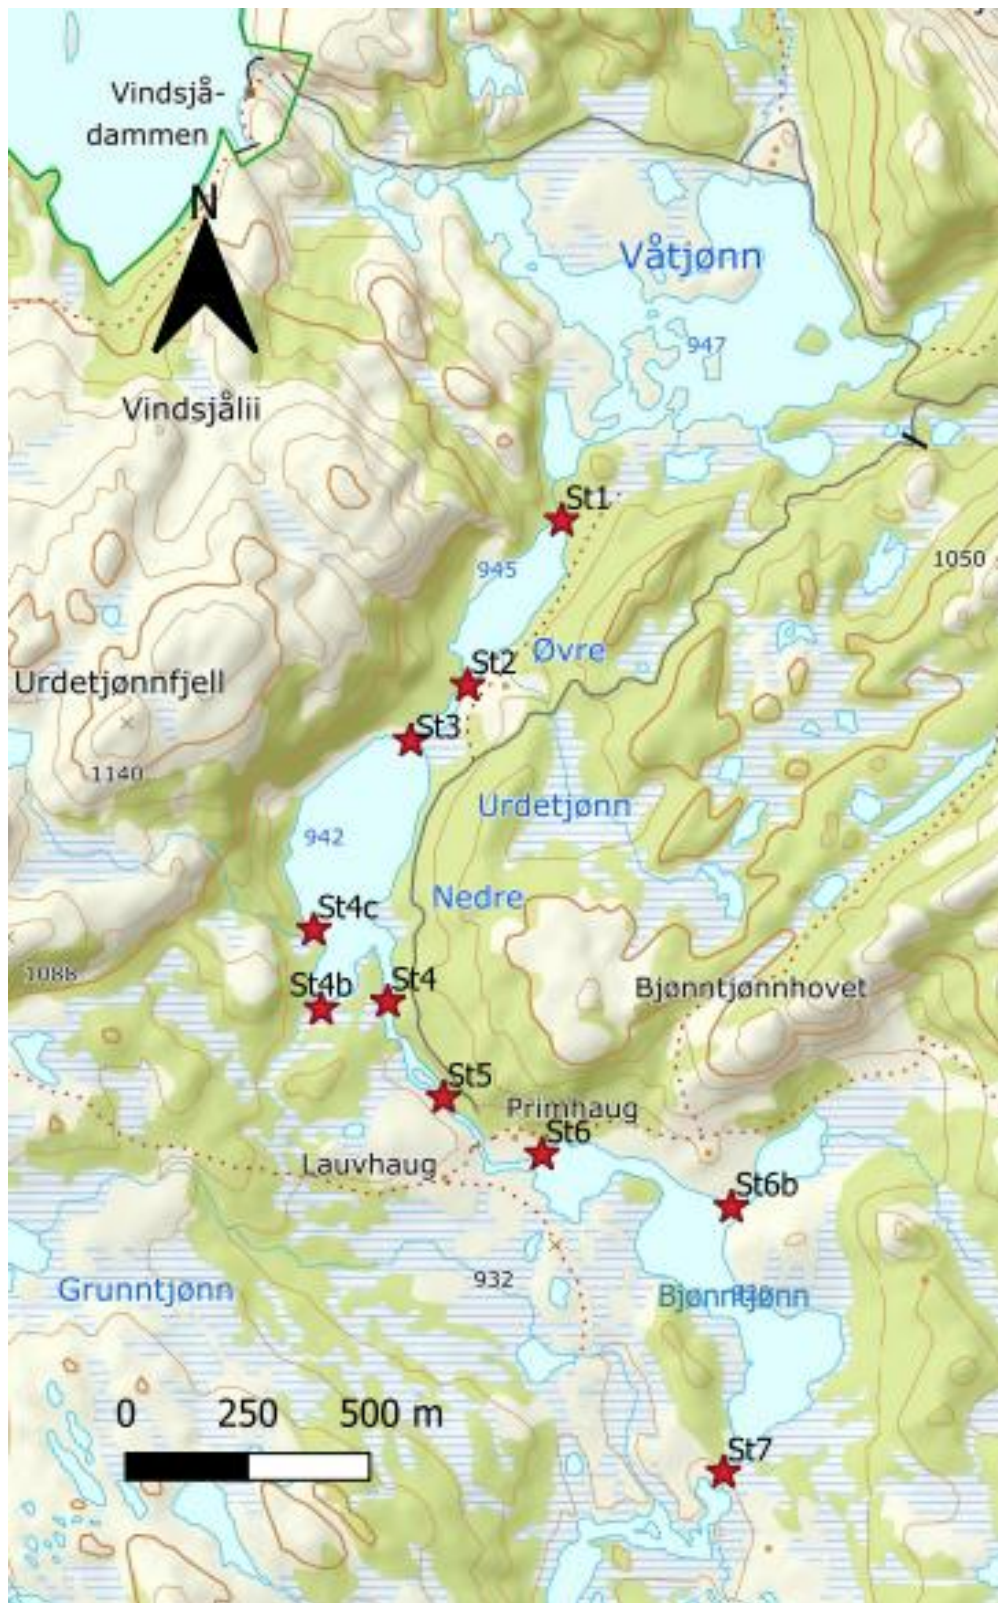 Vindsjå-
dammen
N
Våtjønn
947
Vindsjålii
St1
1050
945
Øvre
St2
Urdetjønnfjell
St3
1140
Urdetjønn
942
Nedre
St4c
1086
St4b
St4
Bjønntjønnhovet
St5
Primhaug
St6
Lauvhaug
St6b
932
Grunntjønn
Bjønntjønn
0 250 500 m
St7